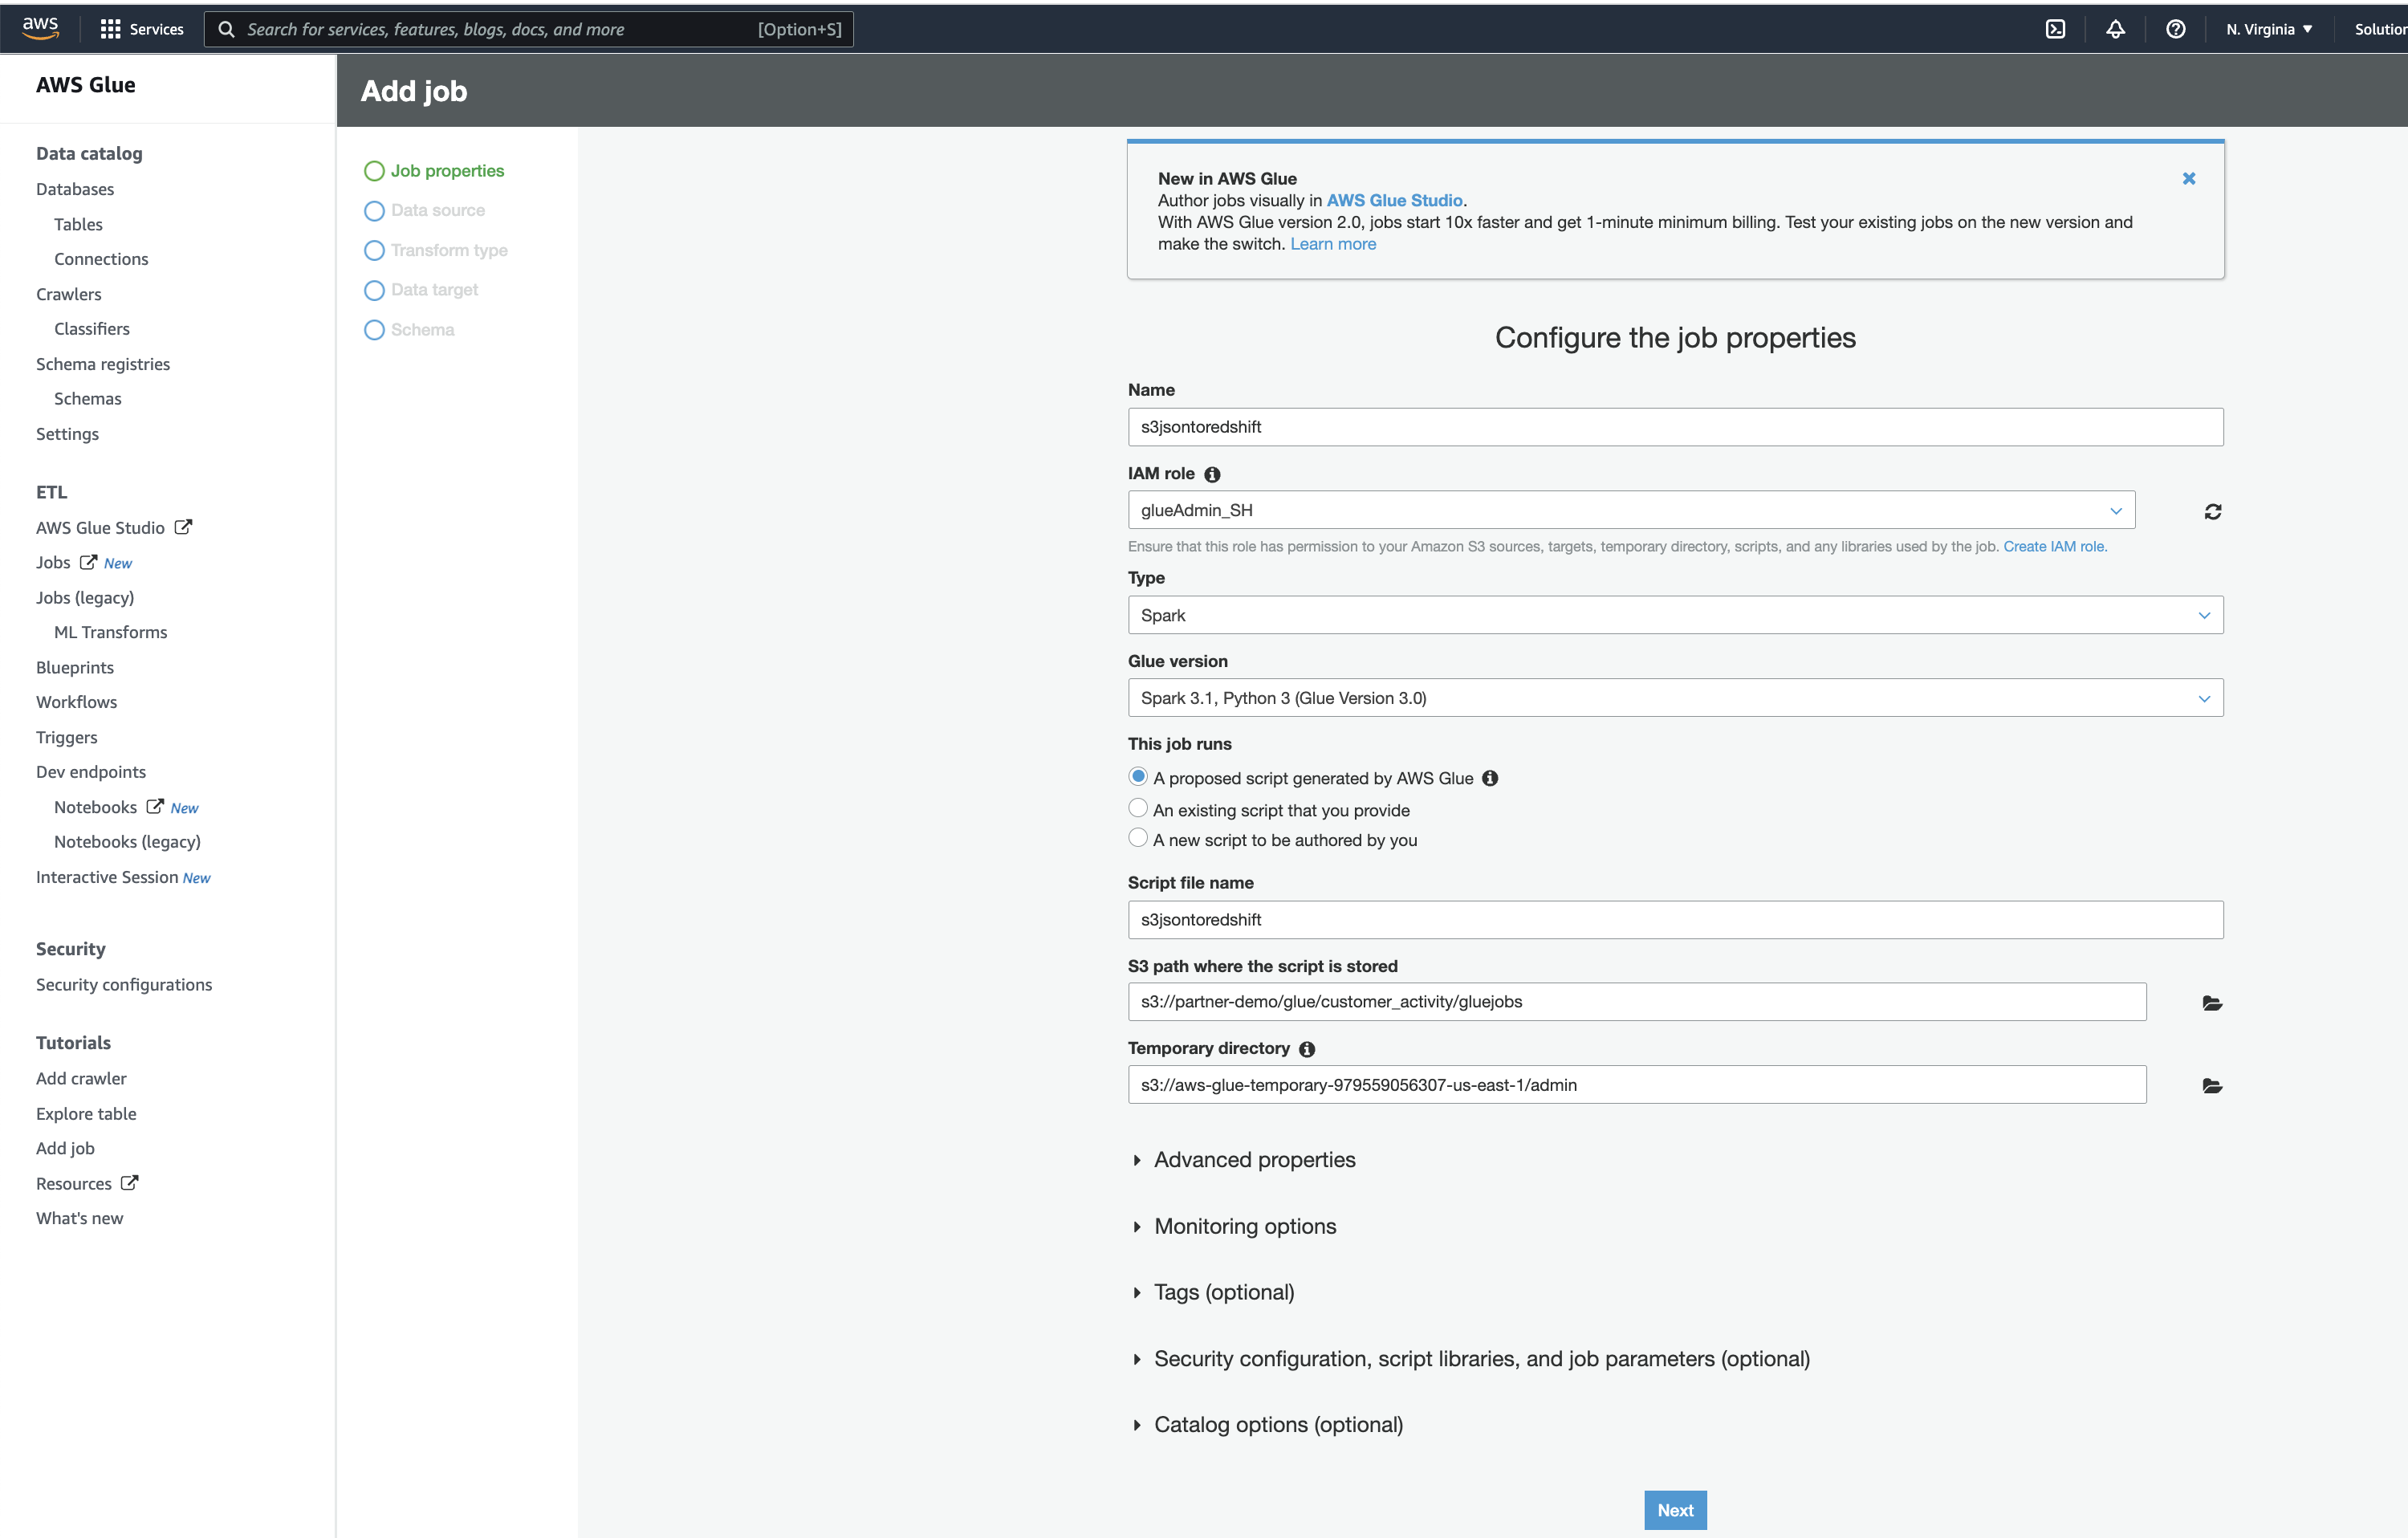 aws
Services
Search for services, features, blogs, docs, and more
[Option+S]
N. Virginia
Solution
AWS Glue
Data catalog
Databases
Tables
Connections
Crawlers
Classifiers
Schema registries
Schemas
Settings
ETL
AWS Glue Studio
Jobs New
Jobs (legacy)
ML Transforms
Blueprints
Workflows
Triggers
Dev endpoints
Notebooks New
Notebooks (legacy)
Interactive Session New
Security
Security configurations
Tutorials
Add crawler
Explore table
Add job
Resources
What's new
Add job
Job properties
Data source
Transform type
Data target
Schema
New in AWS Glue
Author jobs visually in AWS Glue Studio.
With AWS Glue version 2.0, jobs start 10x faster and get 1-minute minimum billing. Test your existing jobs on the new version and
make the switch. Learn more
Configure the job properties
Name
s3jsontoredshift
IAM role
glueAdmin_SH
Ensure that this role has permission to your Amazon S3 sources, targets, temporary directory, scripts, and any libraries used by the job. Create IAM role.
Type
Spark
Glue version
Spark 3.1, Python 3 (Glue Version 3.0)
This job runs
A proposed script generated by AWS Glue
An existing script that you provide
A new script to be authored by you
Script file name
s3jsontoredshift
S3 path where the script is stored
s3://partner-demo/glue/customer_activity/gluejobs
Temporary directory
s3://aws-glue-temporary-979559056307-us-east-1/admin
Advanced properties
Monitoring options
Tags (optional)
Security configuration, script libraries, and job parameters (optional)
Catalog options (optional)
Next